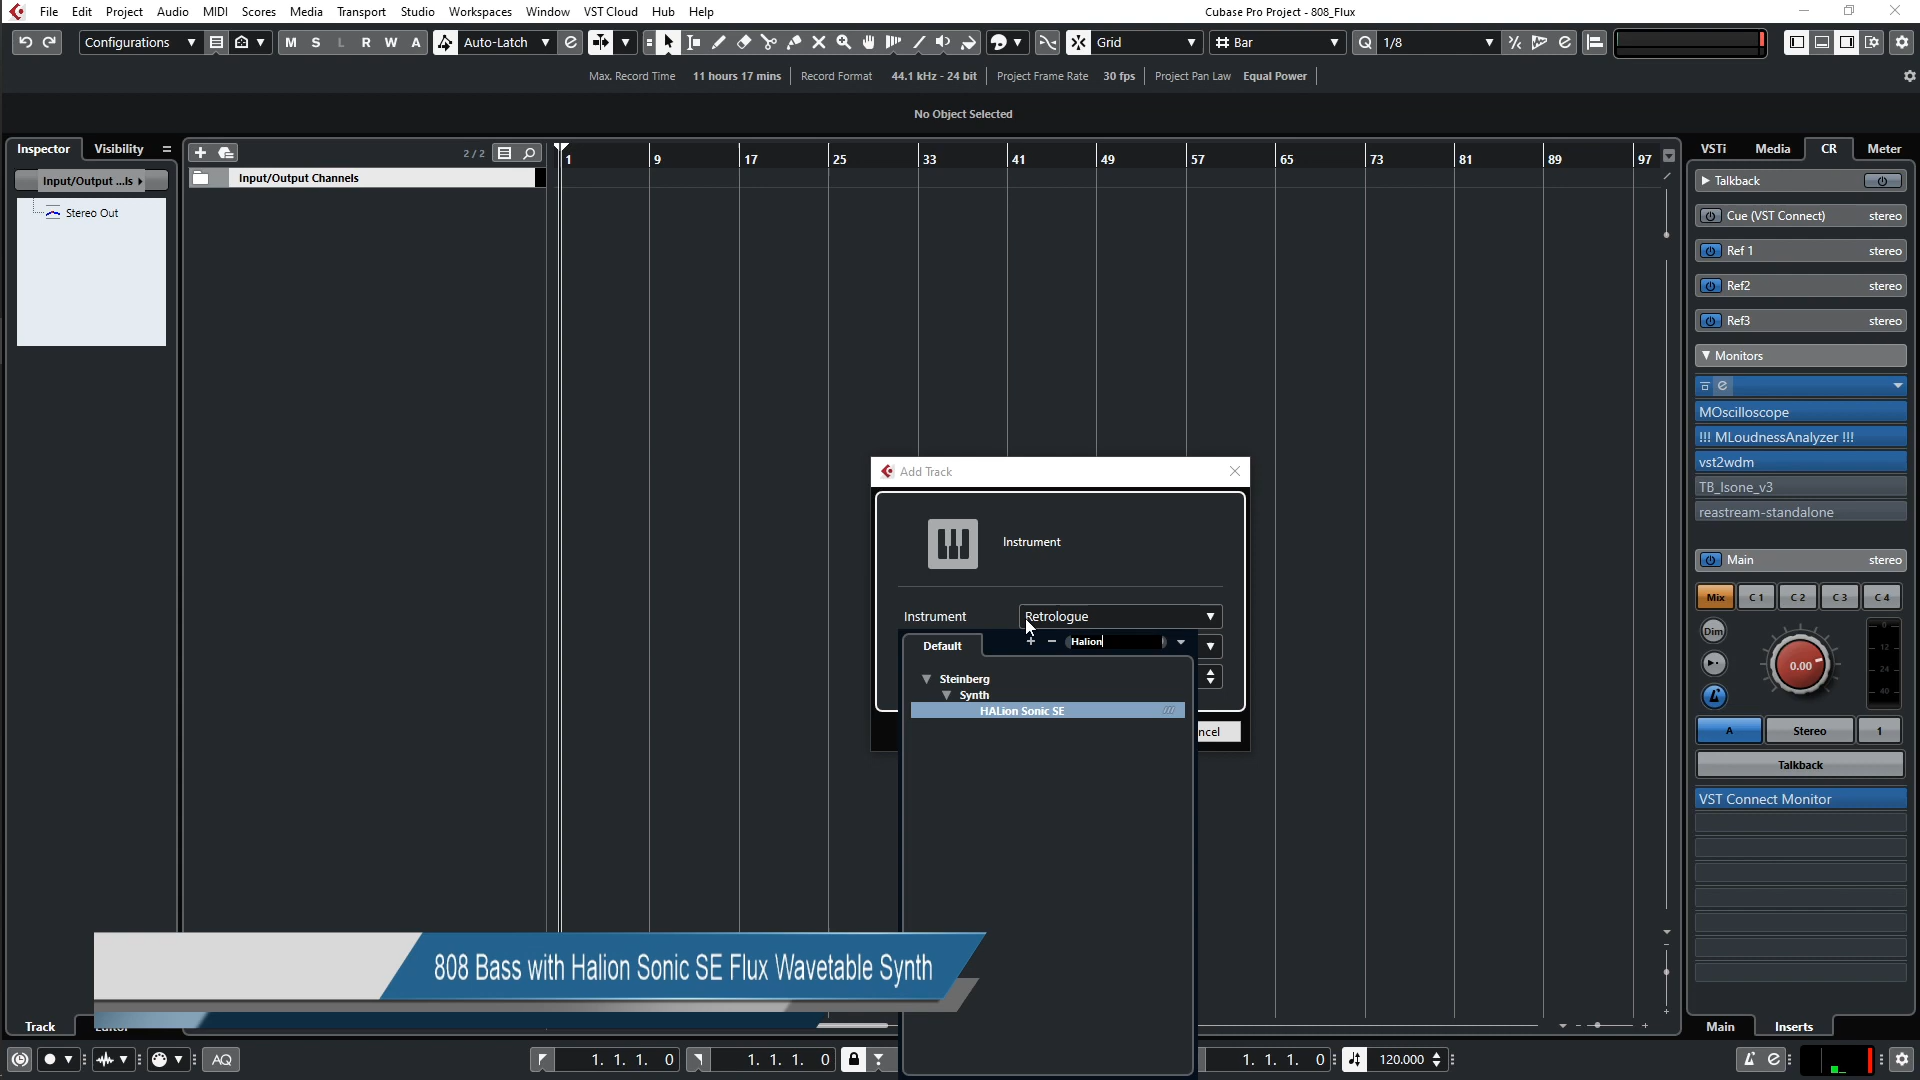 File Edit Project Audio MIDI Scores Media Transport Studio Workspaces Window VST Cloud Hub Help
Cubase Pro Project - 808_Flux
Configurations M S L R W A Auto-Latch Grid Bar Q 1/8
Max. Record Time 11 hours 17 mins Record Format 44.1 kHz - 24 bit Project Frame Rate 30 fps Project Pan Law Equal Power
No Object Selected
Inspector Visibility
Input/Output ...ls
Stereo Out
2 / 2
Input/Output Channels
1 9 17 25 33 41 49 57 65 73 81 89 97
VSTi Media CR Meter
Talkback
Cue (VST Connect) stereo
Ref 1 stereo
Ref2 stereo
Ref3 stereo
Monitors
MOscilloscope
!!! MLoudnessAnalyzer !!!
vst2wdm
TB_Isone_v3
reastream-standalone
Main stereo
Mix C 1 C 2 C 3 C 4
Dim
0.00
0
-12
-24
-40
A Stereo 1
Talkback
VST Connect Monitor
Main Inserts
Add Track
Instrument
Instrument Retrologue
Default + - Halion
Steinberg
Synth
HALion Sonic SE
ncel
808 Bass with Halion Sonic SE Flux Wavetable Synth
Track Editor
AQ
1. 1. 1. 0
1. 1. 1. 0
1. 1. 1. 0
120.000